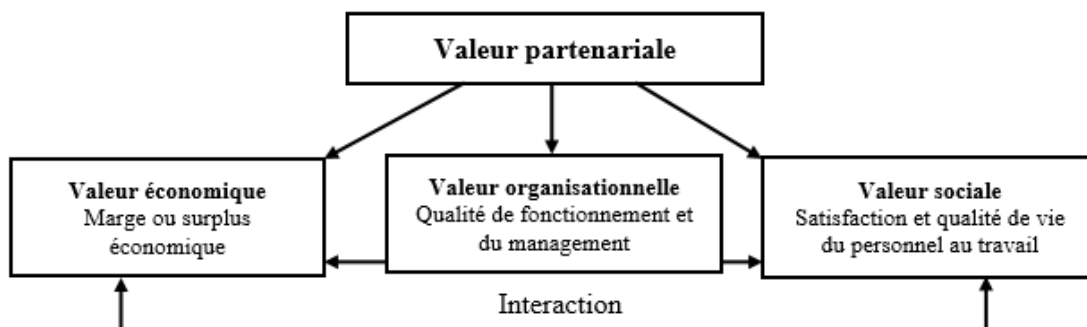 Valeur partenariale
Valeur économique
Marge ou surplus
économique
Valeur organisationnelle
Qualité de fonctionnement et
du management
Valeur sociale
Satisfaction et qualité de vie
du personnel au travail
Interaction